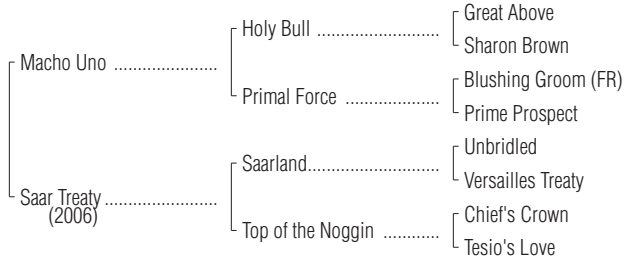 Great Above
Holy Bull ..........................
Sharon Brown
Macho Uno ......................
Blushing Groom (FR)
Primal Force ....................
Prime Prospect
Unbridled
Saarland............................
Versailles Treaty
Saar Treaty ........................
(2006)
Chief's Crown
Top of the Noggin ............
Tesio's Love